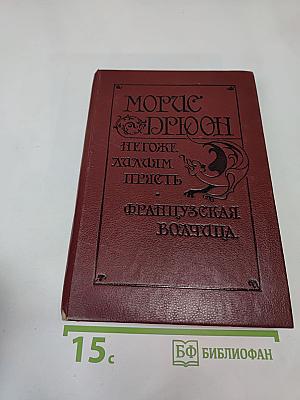 МОРИС
ДРЮОН
НЕГОЖЕ
ЛИЛИЯМ
ПРЯСТЬ
ФРАНЦУЗСКАЯ
ВОЛЧИЦА
15с
БФ БИБЛИОФАН